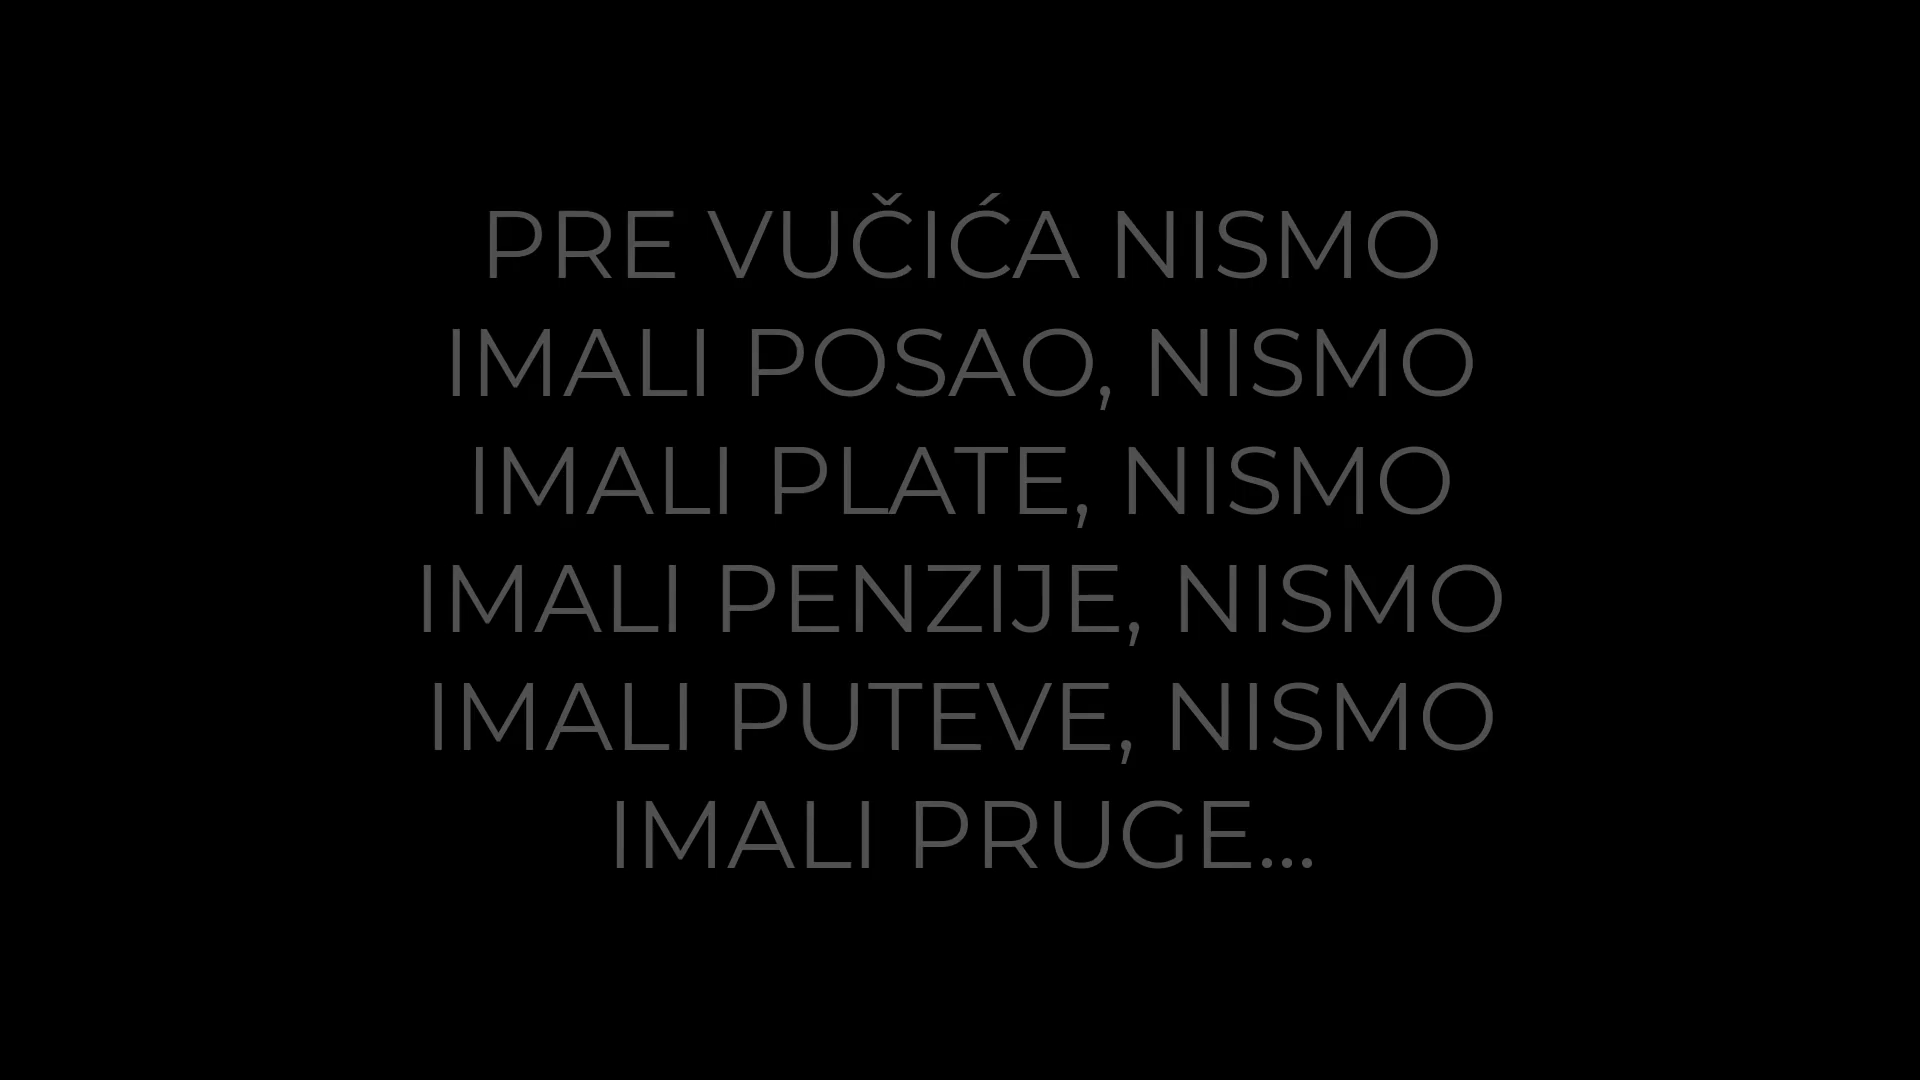 PRE VUČIĆA NISMO
IMALI POSAO, NISMO
IMALI PLATE, NISMO
IMALI PENZIJE, NISMO
IMALI PUTEVE, NISMO
IMALI PRUGE...